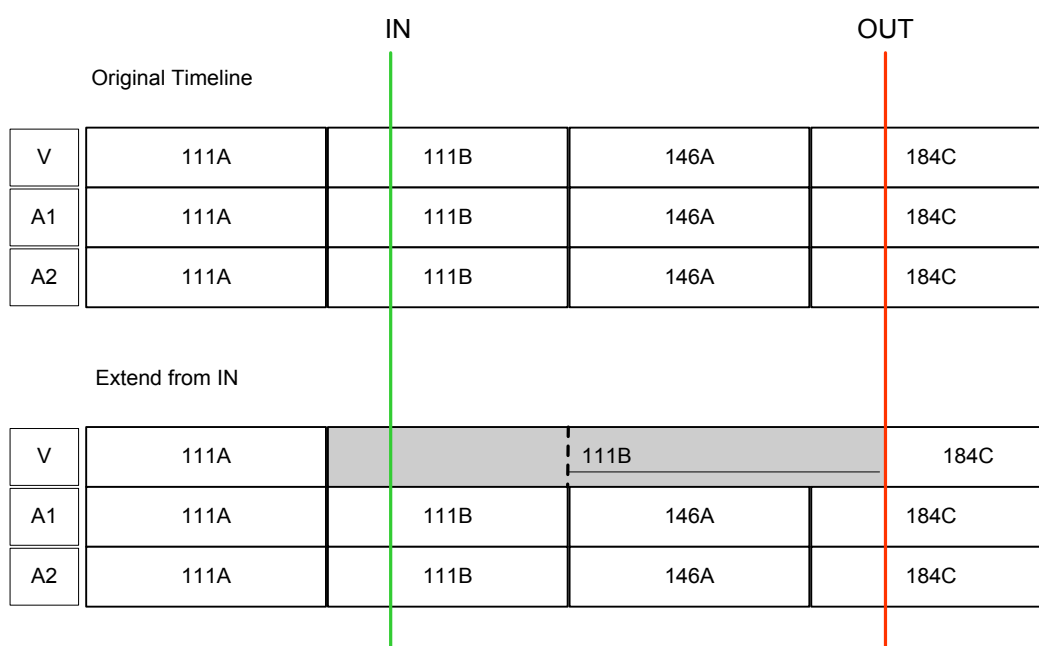 IN OUT
Original Timeline
V 111A 111B 146A 184C
A1 111A 111B 146A 184C
A2 111A 111B 146A 184C
Extend from IN
V 111A 111B 184C
A1 111A 111B 146A 184C
A2 111A 111B 146A 184C